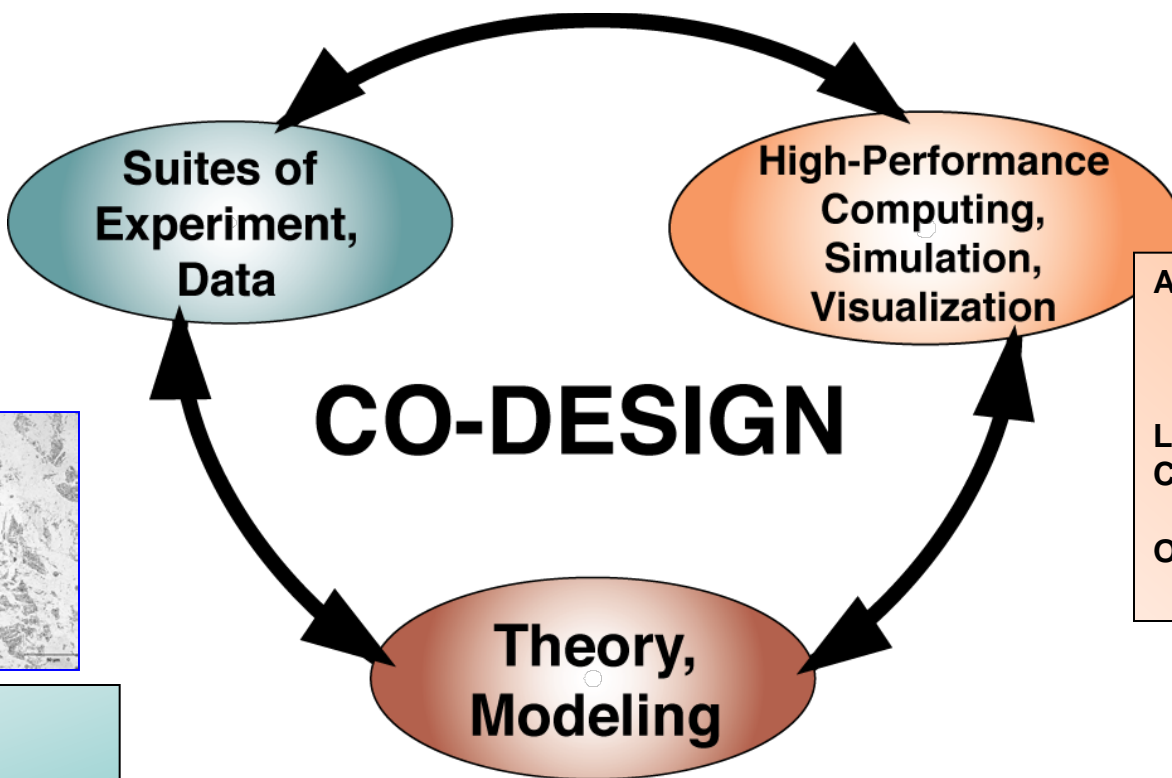 Suites of
Experiment,
Data
High-Performance
Computing,
Simulation,
Visualization
A
L
C
O
CO-DESIGN
Theory,
Modeling